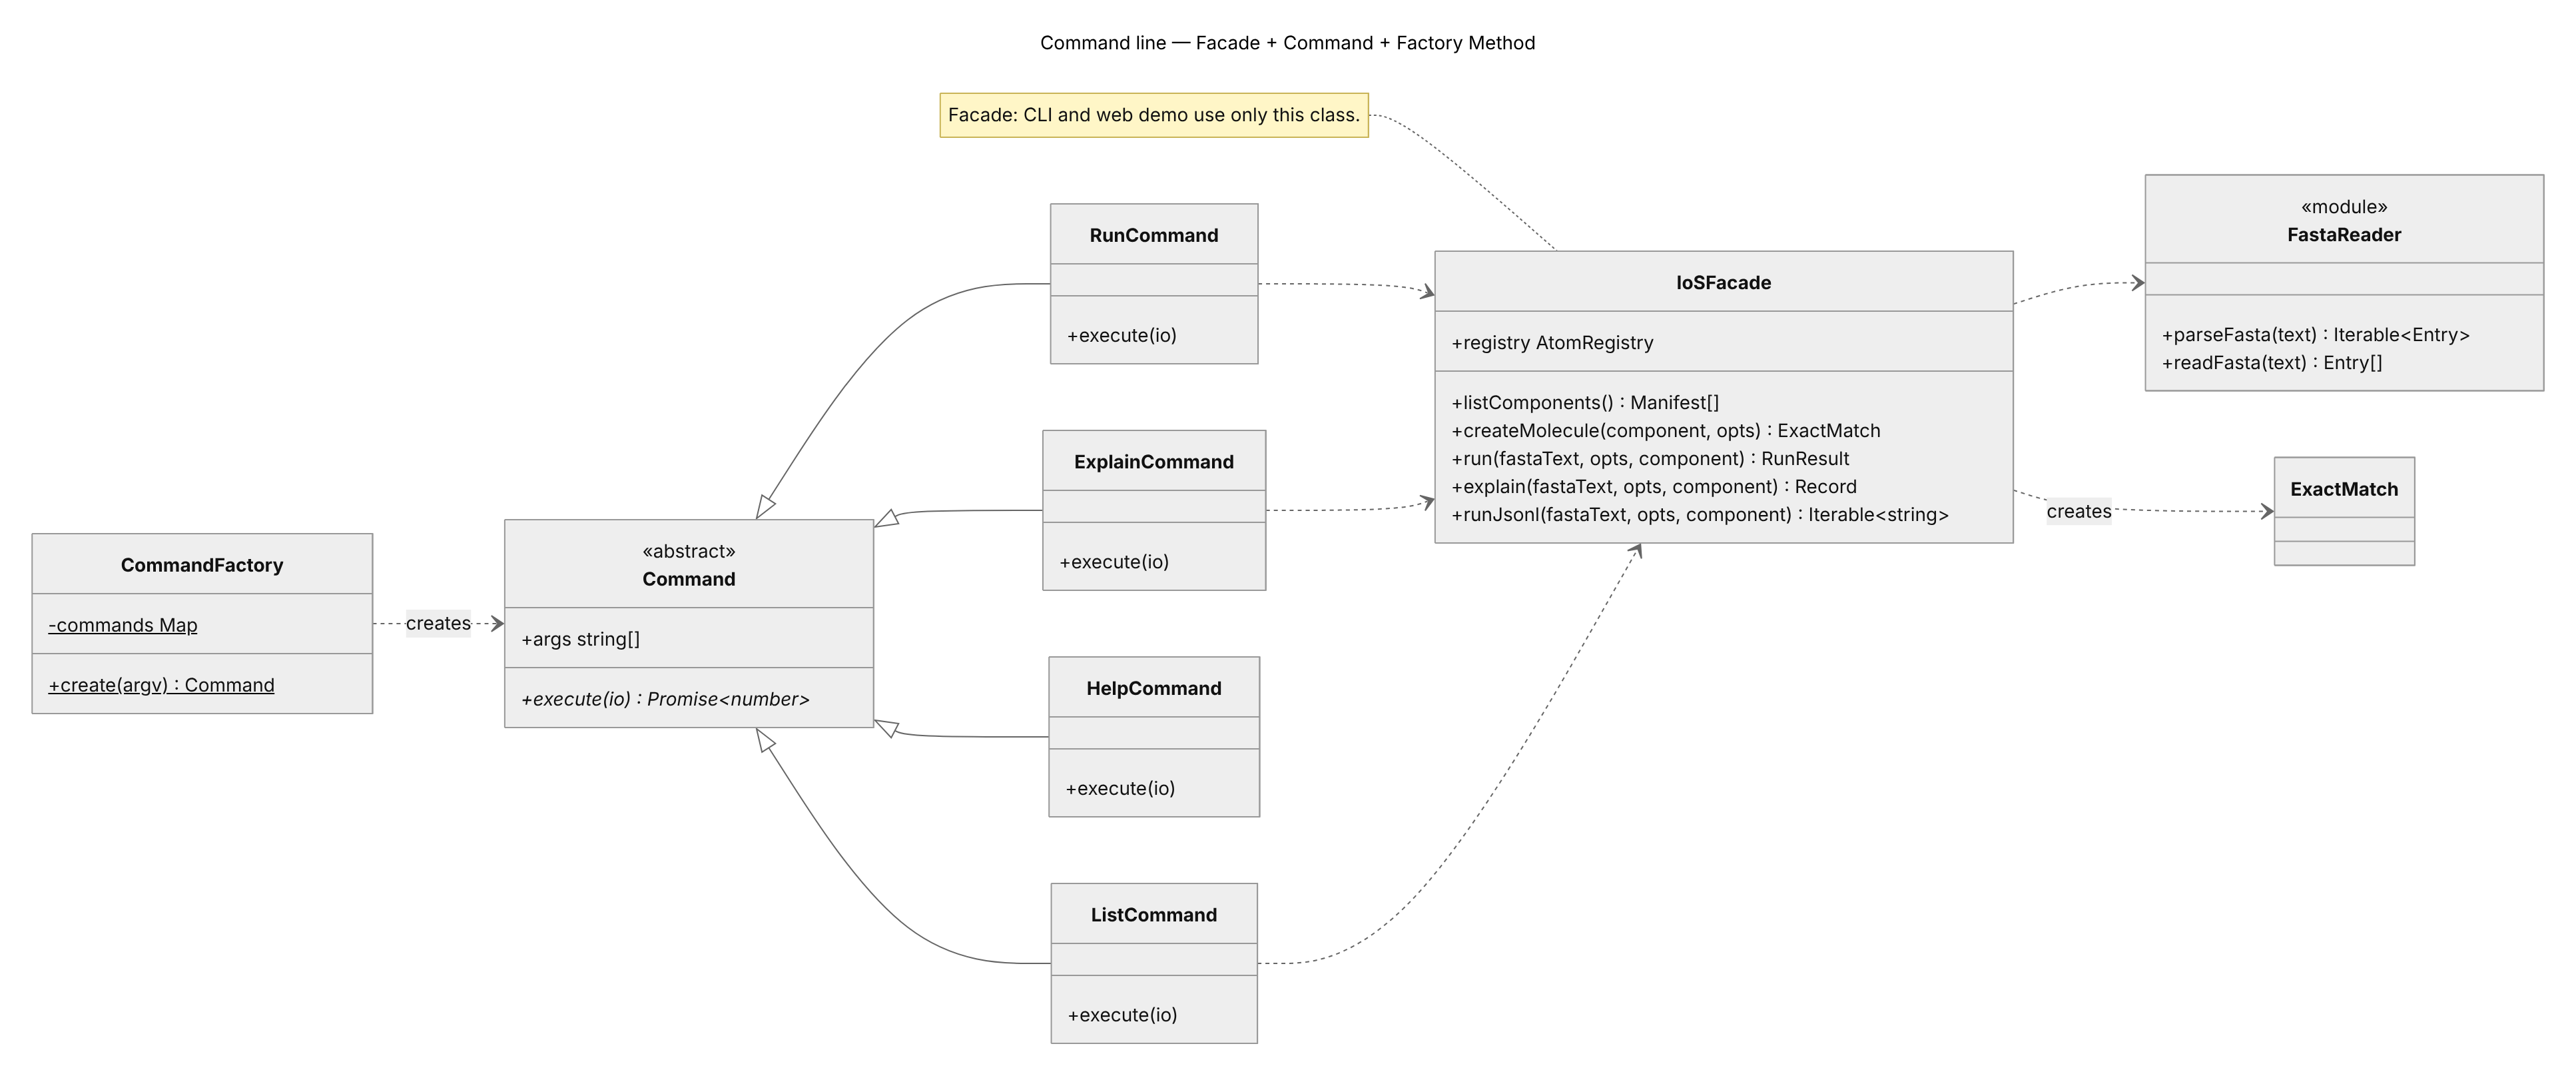 Command line — Facade + Command + Factory Method
Facade: CLI and web demo use only this class.
CommandFactory
-commands Map
+create(argv) : Command
creates
«abstract»
Command
+args string[]
+execute(io) : Promise<number>
RunCommand
+execute(io)
ExplainCommand
+execute(io)
HelpCommand
+execute(io)
ListCommand
+execute(io)
IoSFacade
+registry AtomRegistry
+listComponents() : Manifest[]
+createMolecule(component, opts) : ExactMatch
+run(fastaText, opts, component) : RunResult
+explain(fastaText, opts, component) : Record
+runJsonl(fastaText, opts, component) : Iterable<string>
«module»
FastaReader
+parseFasta(text) : Iterable<Entry>
+readFasta(text) : Entry[]
creates
ExactMatch